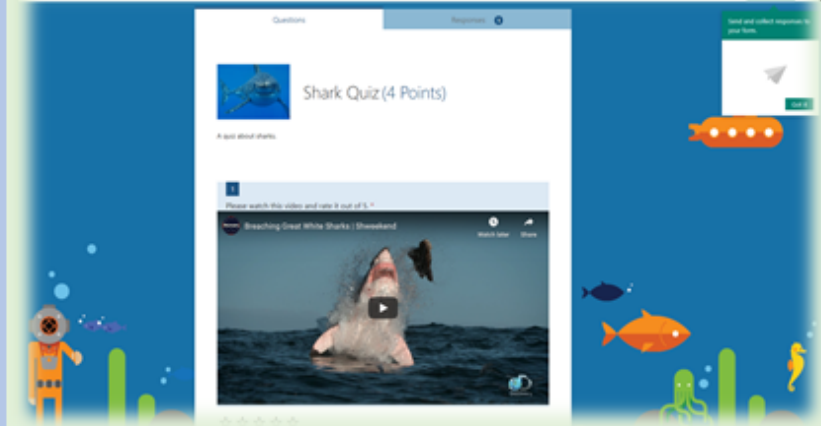 Questions
Responses
Send and collect responses to
your form.
Got it
Shark Quiz (4 Points)
A quiz about sharks.
1
Please watch this video and rate it out of 5. *
Breaching Great White Sharks | Shweekend
Watch later
Share